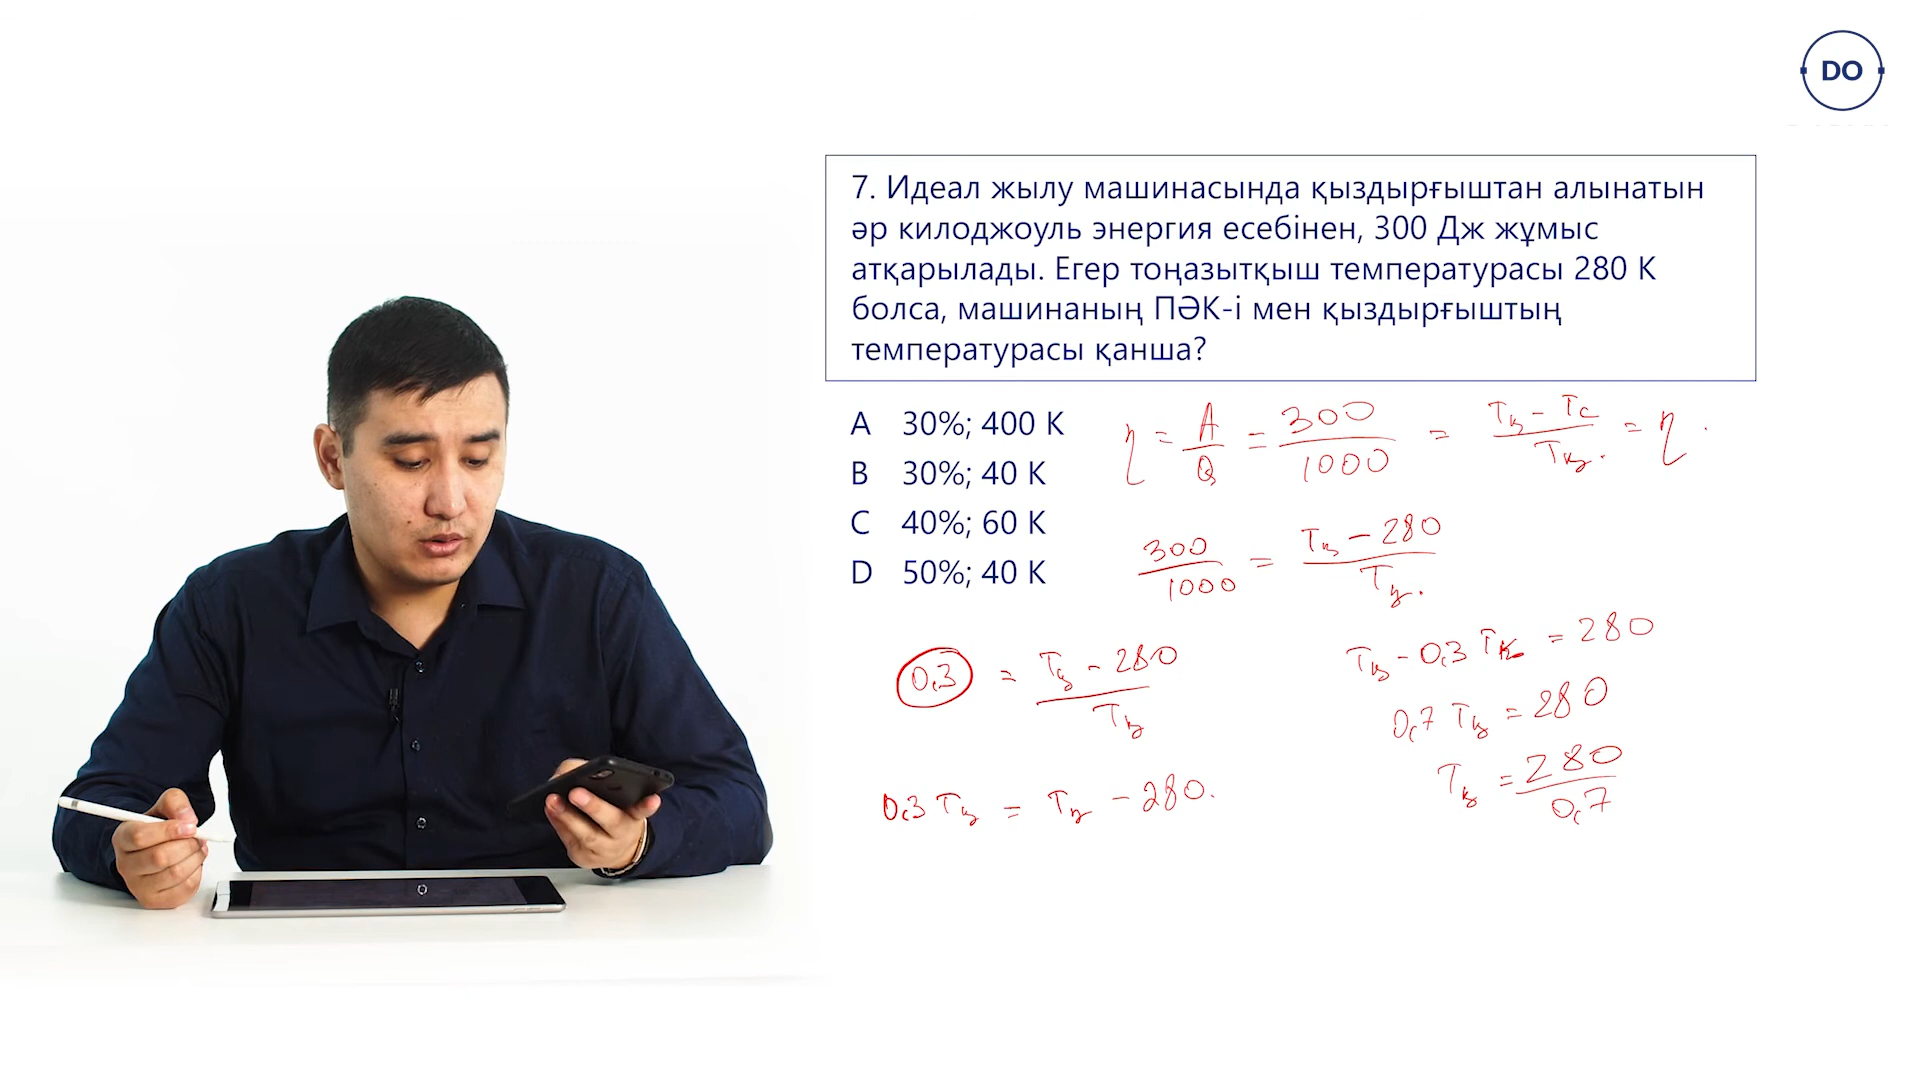 DO
7. Идеал жылу машинасында қыздырғыштан алынатын
әр килоджоуль энергия есебінен, 300 Дж жұмыс
атқарылады. Егер тоңазытқыш температурасы 280 К
болса, машинаның ПӘК-і мен қыздырғыштың
температурасы қанша?
A 30%; 400 К
B 30%; 40 К
C 40%; 60 К
D 50%; 40 К
η = A/Q = 300/1000 = Tқ - Tс/Tқ. = η.
300/1000 = Tқ - 280/Tқ.
0,3 = Tқ - 280/Tқ
0,3 Tқ = Tқ - 280.
Tқ - 0,3 Tқ = 280
0,7 Tқ = 280
Tқ = 280/0,7